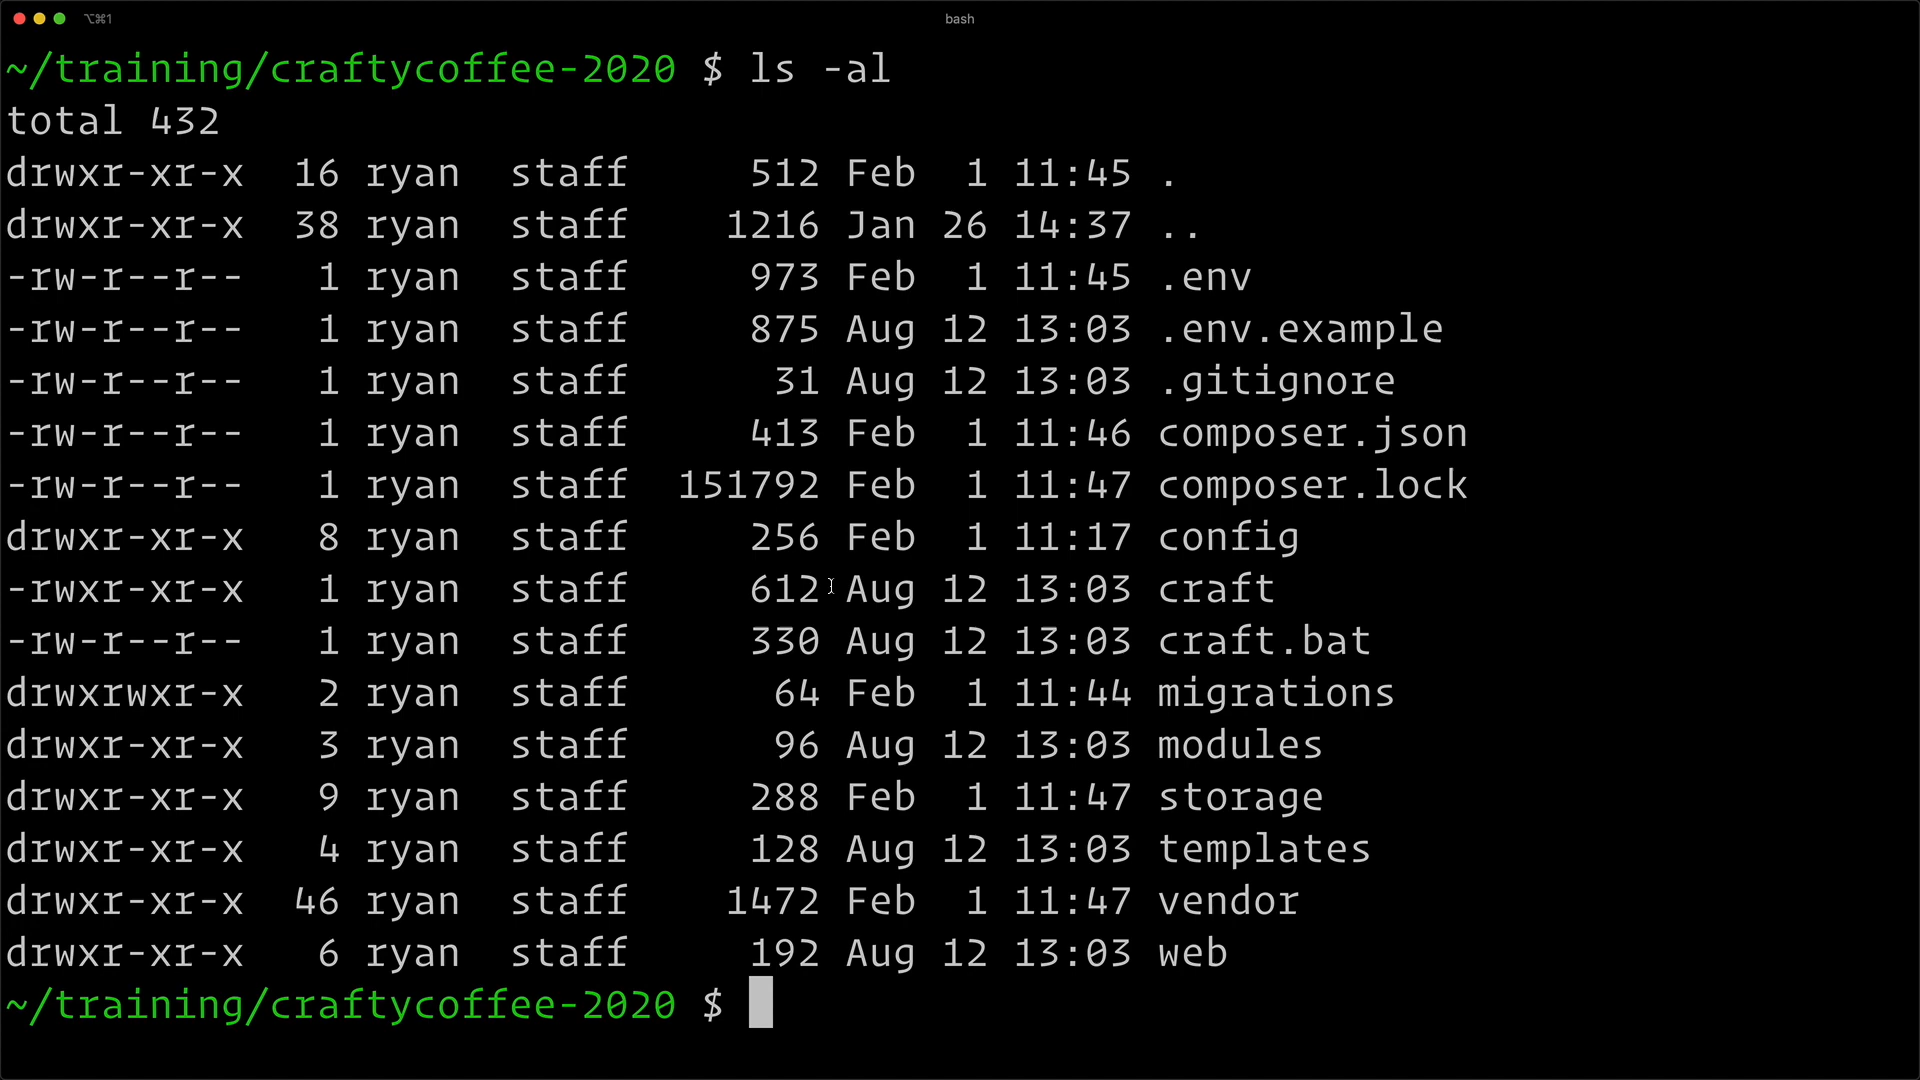 ⌥⌘1 bash
~/training/craftycoffee-2020 $ ls -al
total 432
drwxr-xr-x  16 ryan  staff     512 Feb  1 11:45 .
drwxr-xr-x  38 ryan  staff    1216 Jan 26 14:37 ..
-rw-r--r--   1 ryan  staff     973 Feb  1 11:45 .env
-rw-r--r--   1 ryan  staff     875 Aug 12 13:03 .env.example
-rw-r--r--   1 ryan  staff      31 Aug 12 13:03 .gitignore
-rw-r--r--   1 ryan  staff     413 Feb  1 11:46 composer.json
-rw-r--r--   1 ryan  staff  151792 Feb  1 11:47 composer.lock
drwxr-xr-x   8 ryan  staff     256 Feb  1 11:17 config
-rwxr-xr-x   1 ryan  staff     612 Aug 12 13:03 craft
-rw-r--r--   1 ryan  staff     330 Aug 12 13:03 craft.bat
drwxrwxr-x   2 ryan  staff      64 Feb  1 11:44 migrations
drwxr-xr-x   3 ryan  staff      96 Aug 12 13:03 modules
drwxr-xr-x   9 ryan  staff     288 Feb  1 11:47 storage
drwxr-xr-x   4 ryan  staff     128 Aug 12 13:03 templates
drwxr-xr-x  46 ryan  staff    1472 Feb  1 11:47 vendor
drwxr-xr-x   6 ryan  staff     192 Aug 12 13:03 web
~/training/craftycoffee-2020 $